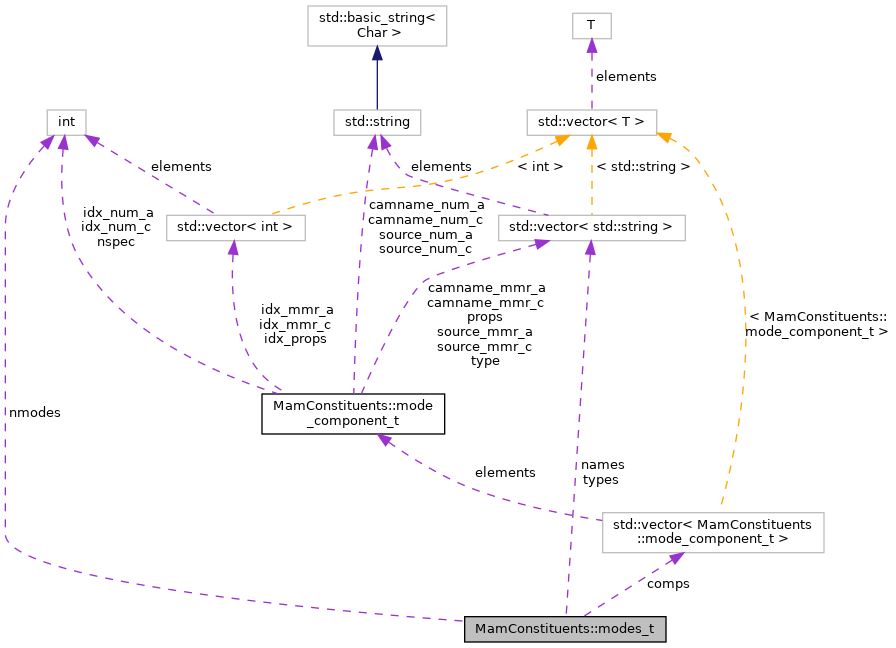 std::basic_string<
Char >
T
elements
int
std::string
std::vector< T >
elements
elements
< int >
< std::string >
idx_num_a
idx_num_c
nspec
camname_num_a
camname_num_c
source_num_a
source_num_c
std::vector< int >
std::vector< std::string >
idx_mmr_a
idx_mmr_c
idx_props
camname_mmr_a
camname_mmr_c
props
source_mmr_a
source_mmr_c
type
< MamConstituents::
mode_component_t >
MamConstituents::mode
_component_t
nmodes
elements
names
types
std::vector< MamConstituents
::mode_component_t >
comps
MamConstituents::modes_t